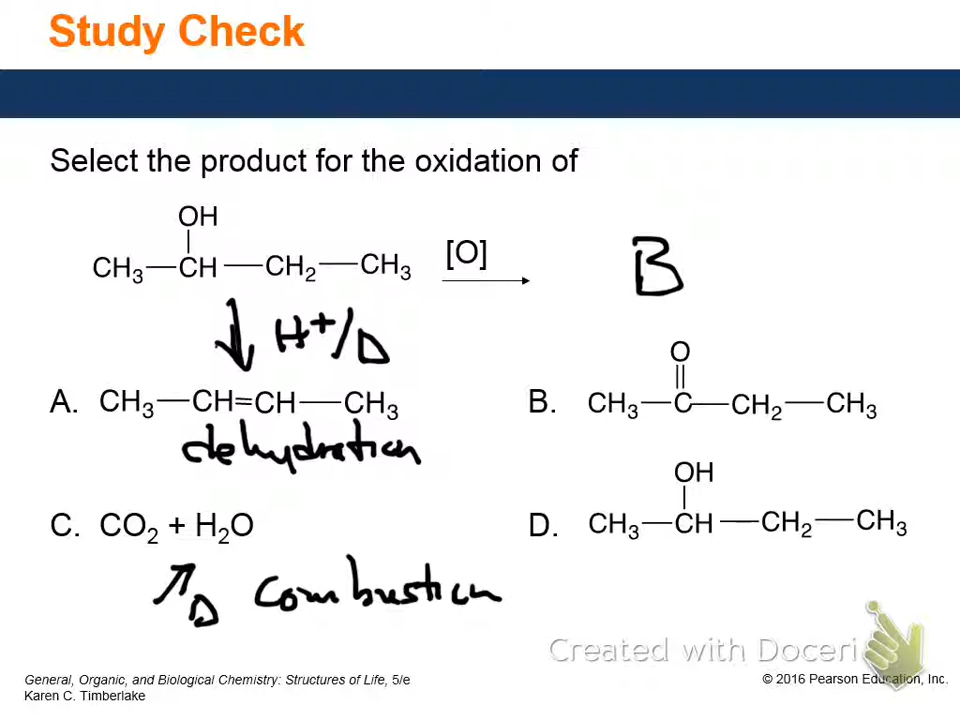 Study Check
Select the product for the oxidation of
OH
CH₃—CH—CH₂—CH₃ [O]
B
H⁺/Δ
A. CH₃—CH=CH—CH₃
dehydration
O
B. CH₃—C—CH₂—CH₃
C. CO₂ + H₂O
Δ combustion
OH
D. CH₃—CH—CH₂—CH₃
Created with Doceri
General, Organic, and Biological Chemistry: Structures of Life, 5/e
Karen C. Timberlake
© 2016 Pearson Education, Inc.